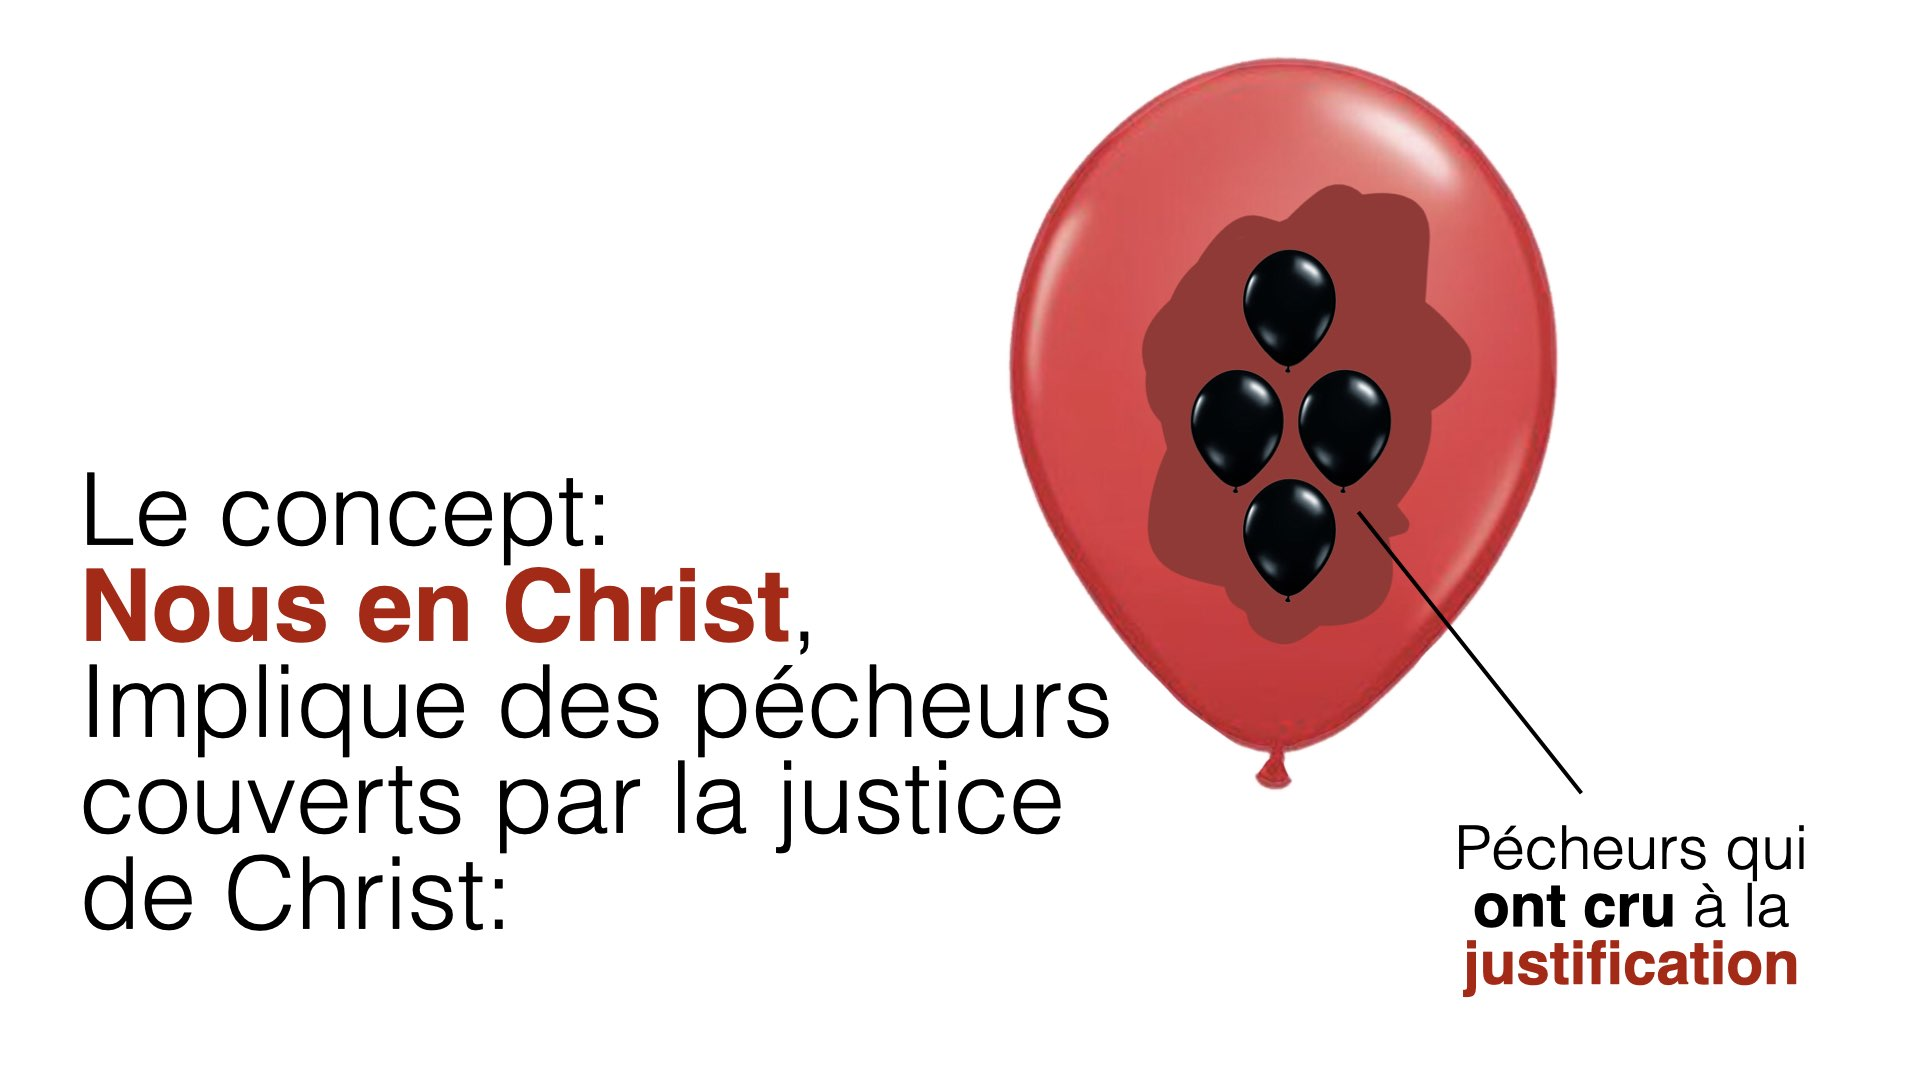 Le concept:
Nous en Christ,
Implique des pécheurs
couverts par la justice
de Christ:
Pécheurs qui
ont cru à la
justification